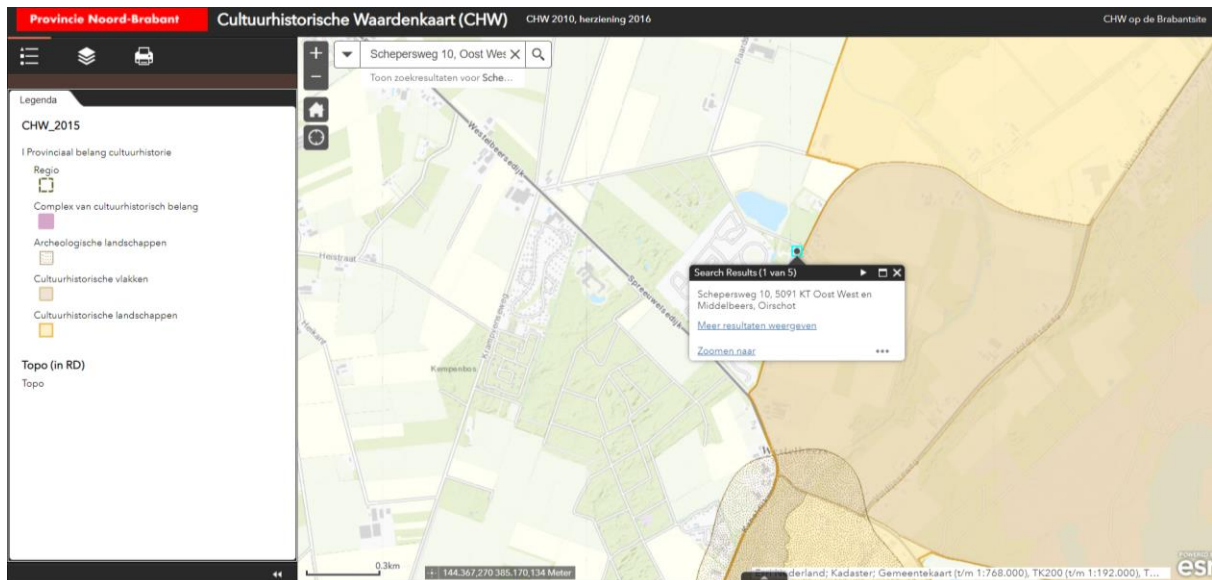 Provincie Noord-Brabant
Cultuurhistorische Waardenkaart (CHW)
CHW 2010, herziening 2016
CHW op de Brabantsite
Legenda
CHW_2015
I Provinciaal belang cultuurhistorie
Regio
Complex van cultuurhistorisch belang
Archeologische landschappen
Cultuurhistorische vlakken
Cultuurhistorische landschappen
Topo (in RD)
Topo
+
−
Schepersweg 10, Oost Wes
Toon zoekresultaten voor Sche...
Westelbeersedijk
Heistraat
Krampvenseweg
Spreeuwelsedijk
Kempenbos
Search Results (1 van 5)
Schepersweg 10, 5091 KT Oost West en
Middelbeers, Oirschot
Meer resultaten weergeven
Zoomen naar
•••
0.3km
144.367,270 385.170,134 Meter
derland; Kadaster; Gemeentekaart (t/m 1:768.000), TK200 (t/m 1:192.000), T...
POWERED BY
esri